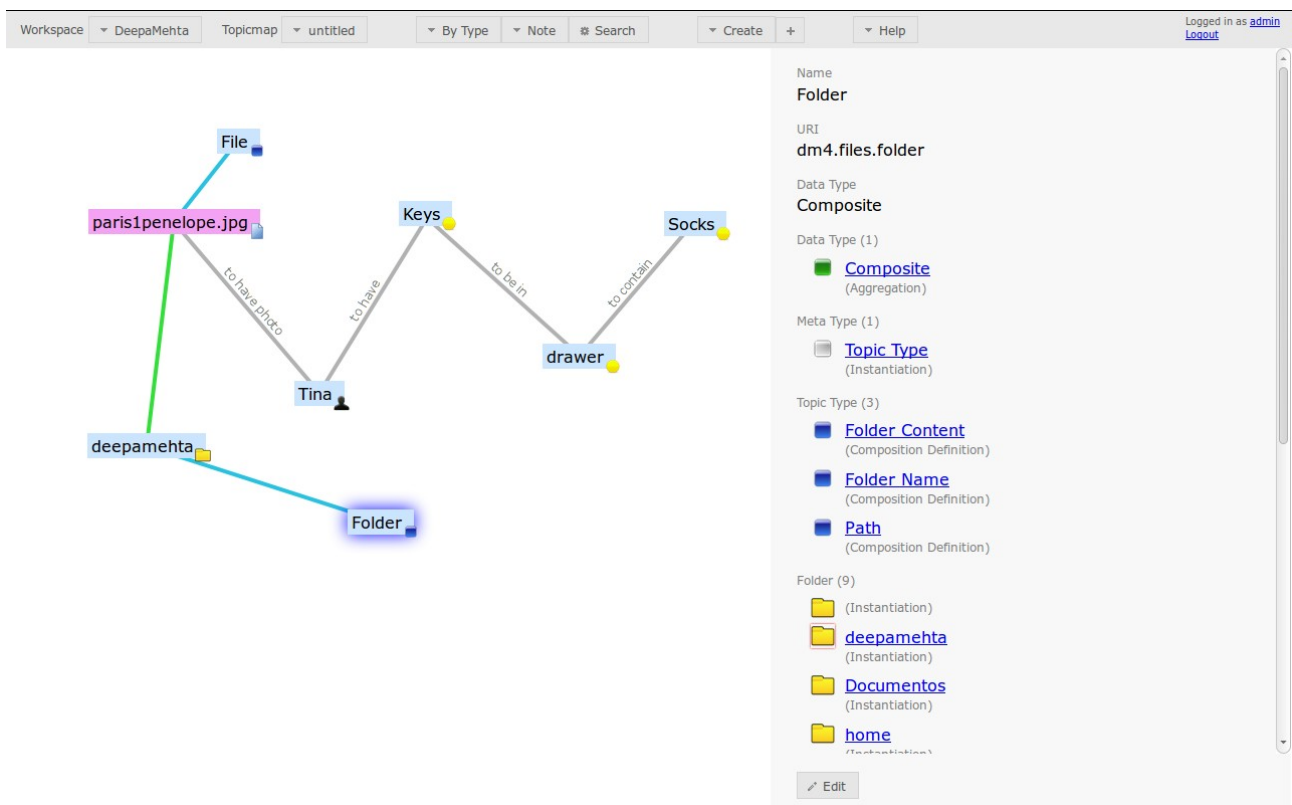 Workspace DeepaMehta Topicmap untitled By Type Note Search Create + Help
Logged in as admin
Logout
File
paris1penelope.jpg
Keys
Socks
to have photo
to have
to be in
to contain
drawer
Tina
deepamehta
Folder
Name
Folder
URI
dm4.files.folder
Data Type
Composite
Data Type (1)
Composite
(Aggregation)
Meta Type (1)
Topic Type
(Instantiation)
Topic Type (3)
Folder Content
(Composition Definition)
Folder Name
(Composition Definition)
Path
(Composition Definition)
Folder (9)
(Instantiation)
deepamehta
(Instantiation)
Documentos
(Instantiation)
home
(Instantiation)
Edit